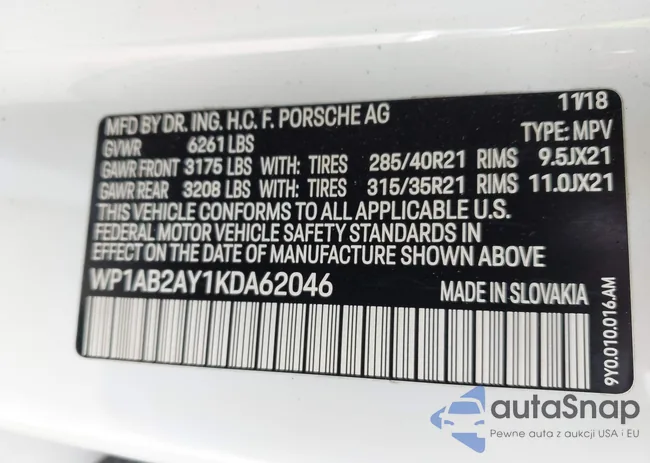 MFD BY DR. ING. H.C. F. PORSCHE AG 11/18
GVWR 6261 LBS TYPE: MPV
GAWR FRONT 3175 LBS WITH: TIRES 285/40R21 RIMS 9.5JX21
GAWR REAR 3208 LBS WITH: TIRES 315/35R21 RIMS 11.0JX21
THIS VEHICLE CONFORMS TO ALL APPLICABLE U.S.
FEDERAL MOTOR VEHICLE SAFETY STANDARDS IN
EFFECT ON THE DATE OF MANUFACTURE SHOWN ABOVE
WP1AB2AY1KDA62046 MADE IN SLOVAKIA
9Y0.010.016.AM
autaSnap
Pewne auta z aukcji USA i EU